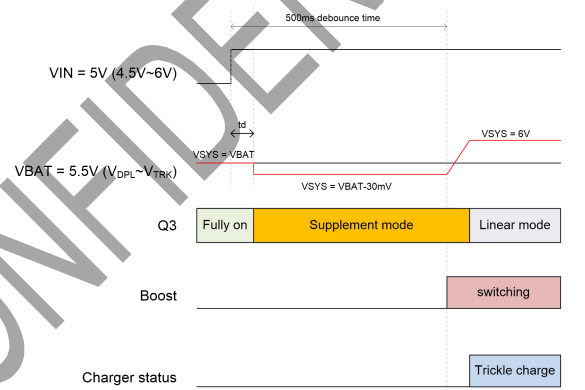 500ms debounce time
VIN = 5V (4.5V~6V)
td
VSYS = VBAT
VSYS = 6V
VBAT = 5.5V (VDPL~VTRK)
VSYS = VBAT-30mV
Q3
Fully on
Supplement mode
Linear mode
Boost
switching
Charger status
Trickle charge